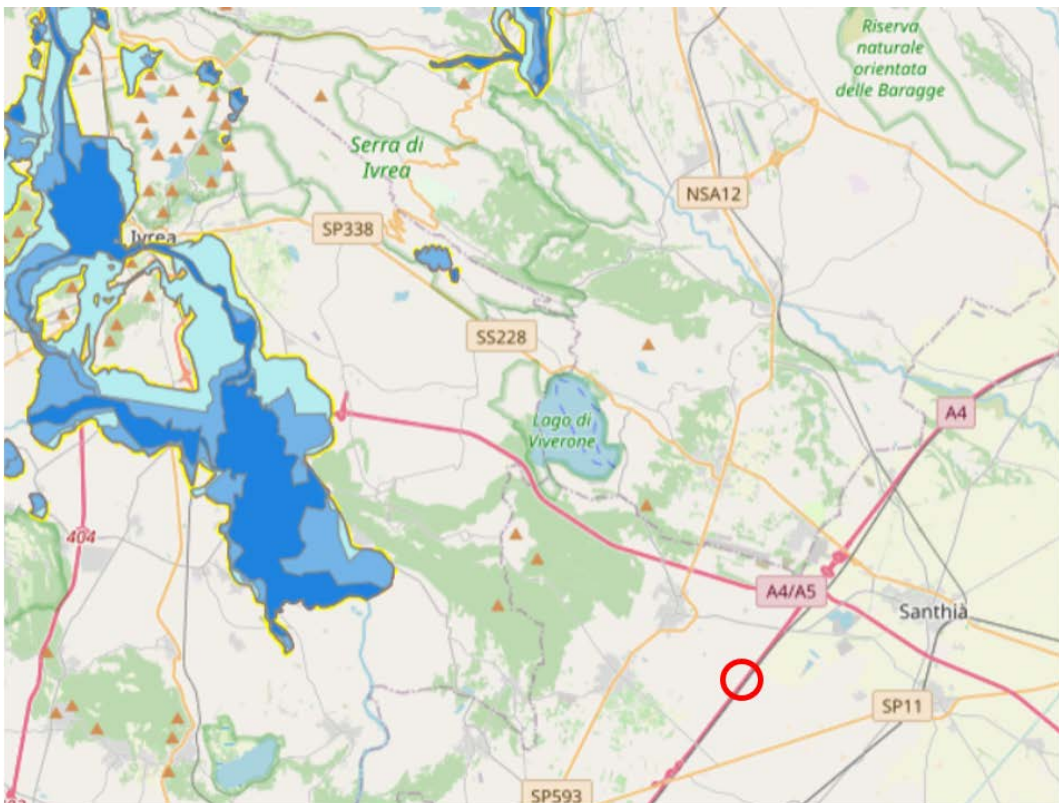 Riserva
naturale
orientata
delle Baragge
Serra di
Ivrea
NSA12
SP338
Ivrea
SS228
A4
Lago di
Viverone
404
A4/A5
Santhià
SP11
SP593